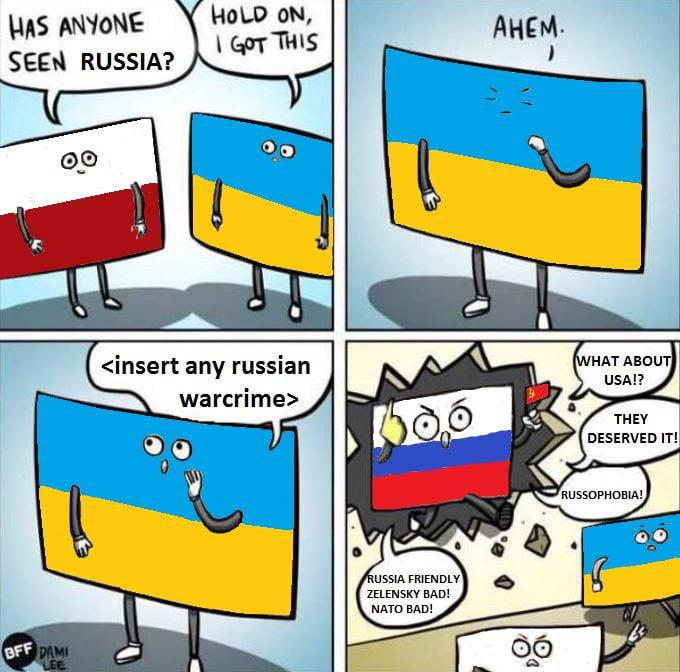 HAS ANYONE
SEEN RUSSIA?
HOLD ON,
I GOT THIS
AHEM.
<insert any russian
warcrime>
WHAT ABOUT
USA!?
THEY
DESERVED IT!
RUSSOPHOBIA!
RUSSIA FRIENDLY
ZELENSKY BAD!
NATO BAD!
BFF
DAMI
LEE